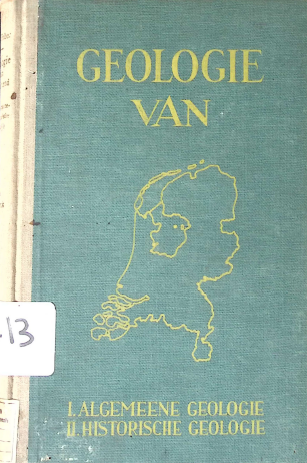 GEOLOGIE
VAN
I. ALGEMEENE GEOLOGIE
II. HISTORISCHE GEOLOGIE
-13